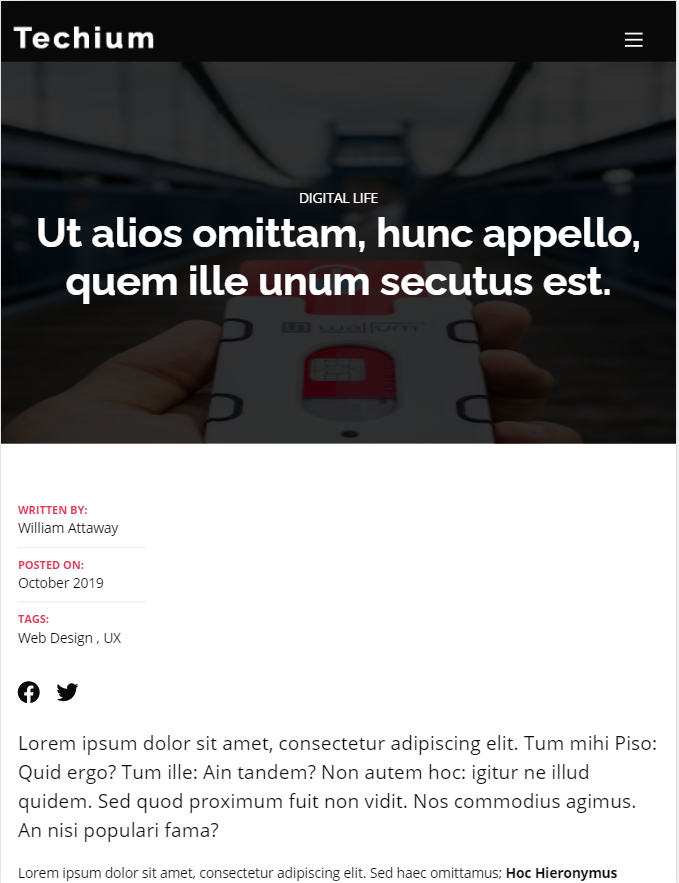 Techium
DIGITAL LIFE
Ut alios omittam, hunc appello,
quem ille unum secutus est.
walium
WRITTEN BY:
William Attaway
POSTED ON:
October 2019
TAGS:
Web Design , UX
Lorem ipsum dolor sit amet, consectetur adipiscing elit. Tum mihi Piso:
Quid ergo? Tum ille: Ain tandem? Non autem hoc: igitur ne illud
quidem. Sed quod proximum fuit non vidit. Nos commodius agimus.
An nisi populari fama?
Lorem ipsum dolor sit amet, consectetur adipiscing elit. Sed haec omittamus; Hoc Hieronymus